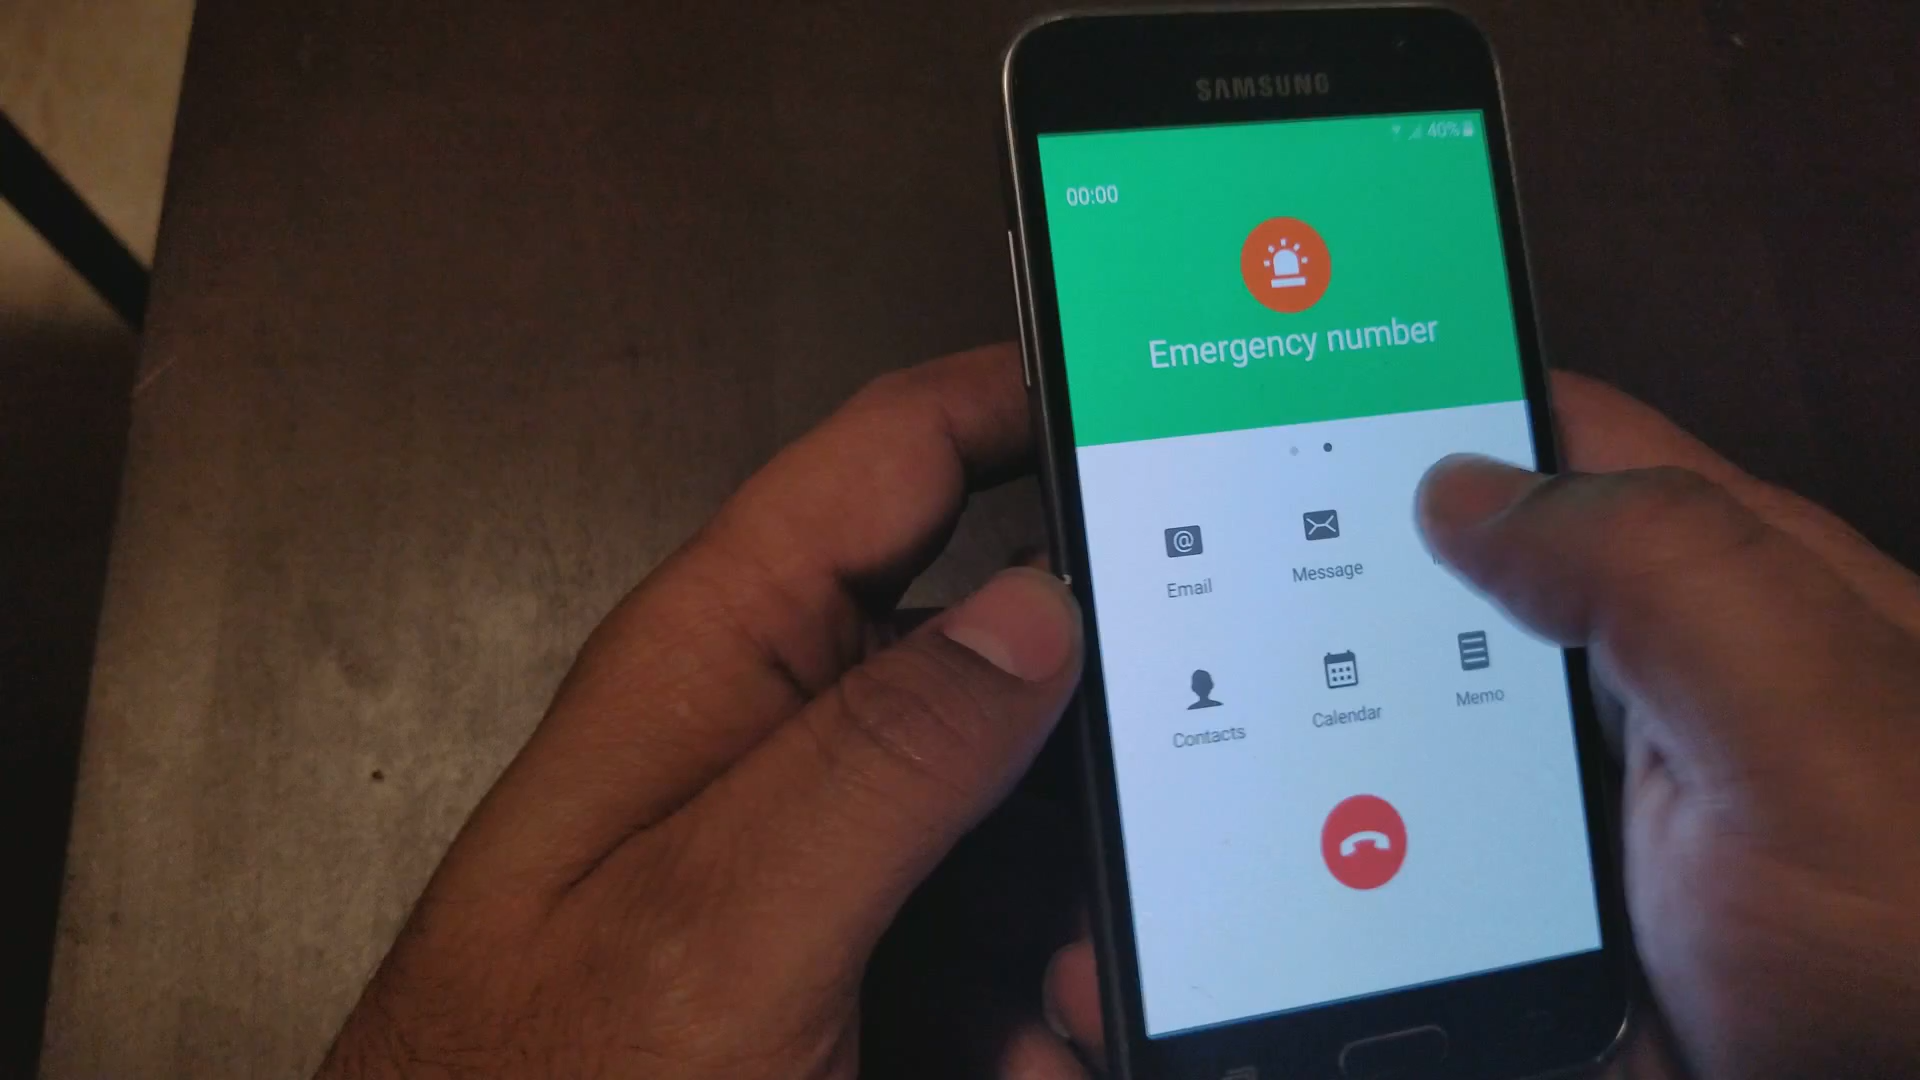 SAMSUNG
40%
00:00
Emergency number
Email
Message
Contacts
Calendar
Memo